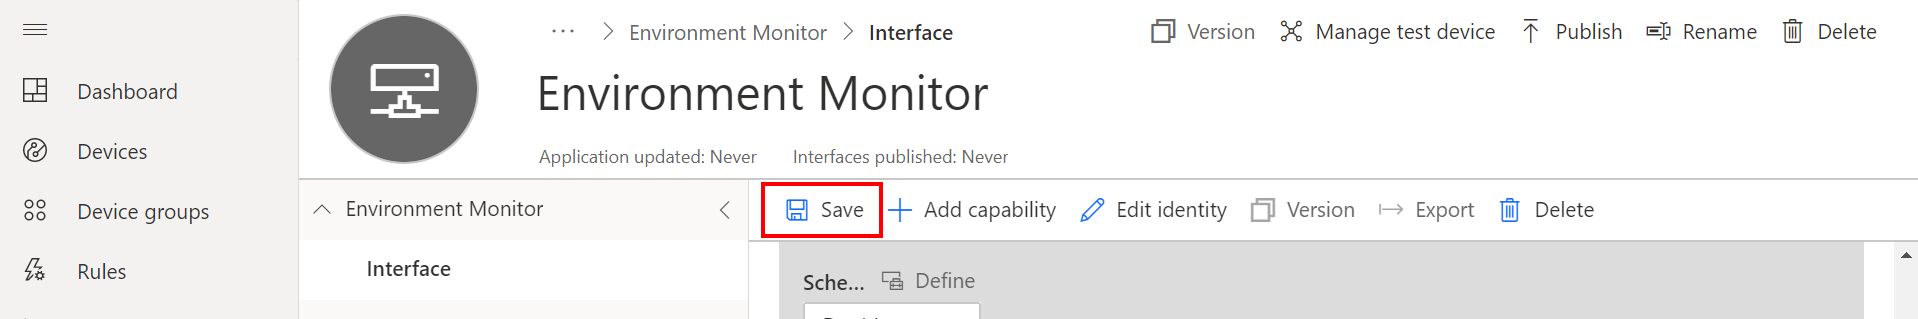 ··· > Environment Monitor > Interface
Version Manage test device Publish Rename Delete
Dashboard
Devices
Device groups
Rules
Environment Monitor
Application updated: Never Interfaces published: Never
Environment Monitor
Interface
Save Add capability Edit identity Version Export Delete
Sche... Define